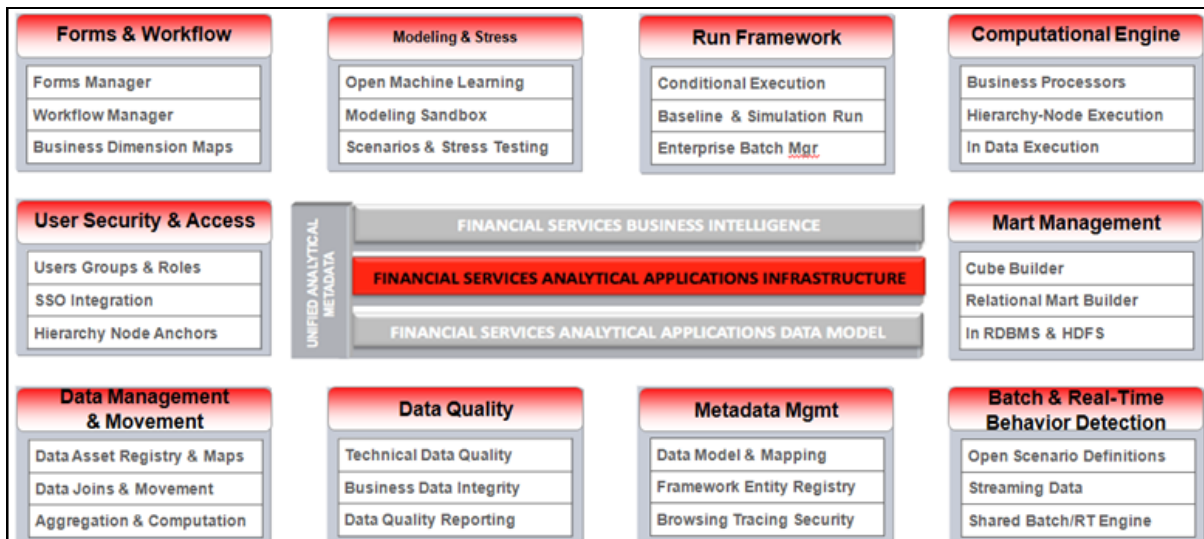 Forms & Workflow
Forms Manager
Workflow Manager
Business Dimension Maps
Modeling & Stress
Open Machine Learning
Modeling Sandbox
Scenarios & Stress Testing
Run Framework
Conditional Execution
Baseline & Simulation Run
Enterprise Batch Mgr
Computational Engine
Business Processors
Hierarchy-Node Execution
In Data Execution
User Security & Access
Users Groups & Roles
SSO Integration
Hierarchy Node Anchors
UNIFIED ANALYTICAL
METADATA
FINANCIAL SERVICES BUSINESS INTELLIGENCE
FINANCIAL SERVICES ANALYTICAL APPLICATIONS INFRASTRUCTURE
FINANCIAL SERVICES ANALYTICAL APPLICATIONS DATA MODEL
Mart Management
Cube Builder
Relational Mart Builder
In RDBMS & HDFS
Data Management
& Movement
Data Asset Registry & Maps
Data Joins & Movement
Aggregation & Computation
Data Quality
Technical Data Quality
Business Data Integrity
Data Quality Reporting
Metadata Mgmt
Data Model & Mapping
Framework Entity Registry
Browsing Tracing Security
Batch & Real-Time
Behavior Detection
Open Scenario Definitions
Streaming Data
Shared Batch/RT Engine